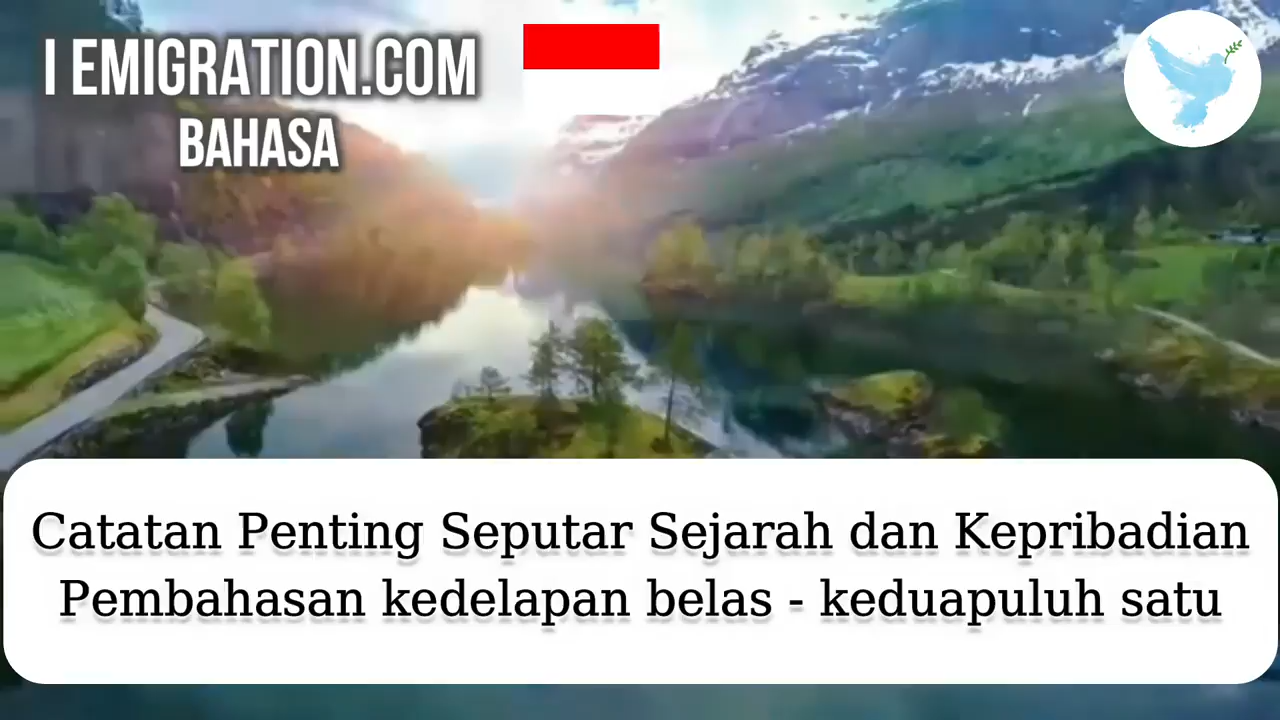 I EMIGRATION.COM
BAHASA
Catatan Penting Seputar Sejarah dan Kepribadian
Pembahasan kedelapan belas - keduapuluh satu